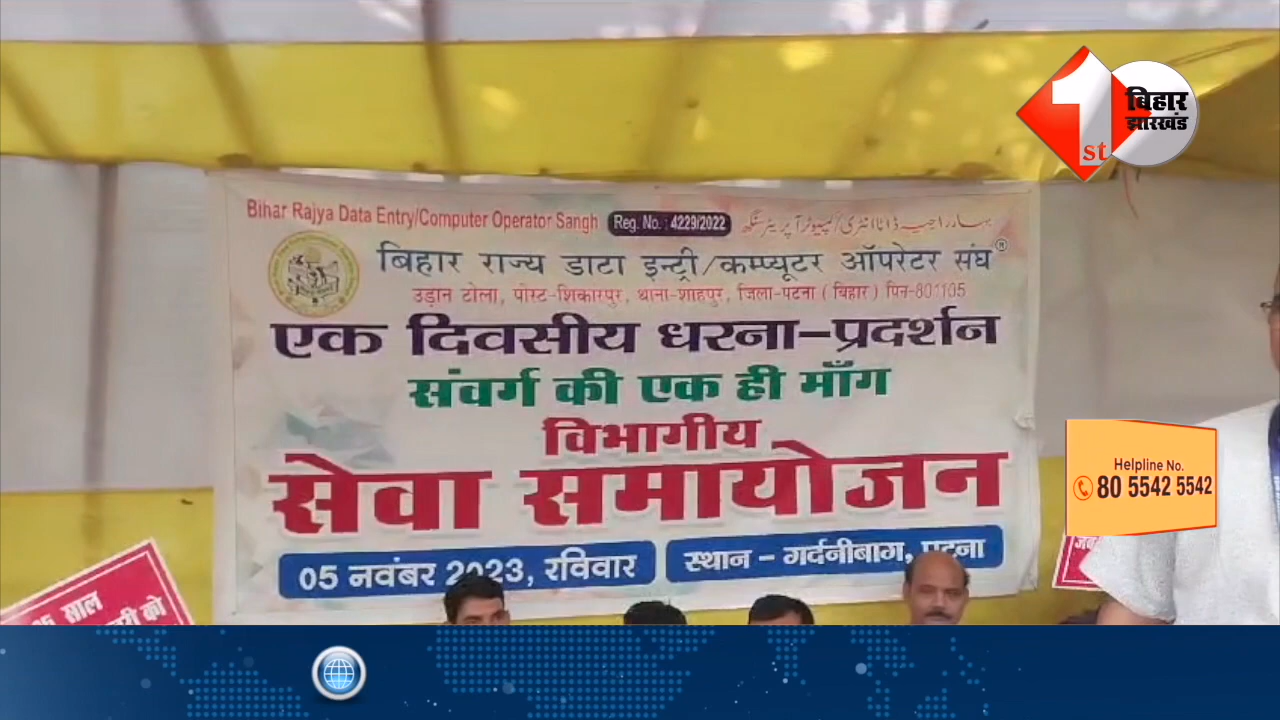 1st
बिहार
झारखंड
Bihar Rajya Data Entry/Computer Operator Sangh Reg. No. : 4229/2022
बिहार राज्य डाटा इन्ट्री/कम्प्यूटर ऑपरेटर संघ®
उड़ान टोला, पोस्ट-शिकारपुर, थाना-शाहपुर, जिला-पटना ( बिहार ) पिन-801105
एक दिवसीय धरना-प्रदर्शन
संवर्ग की एक ही माँग
विभागीय
सेवा समायोजन
05 नवंबर 2023, रविवार
स्थान - गर्दनीबाग, पटना
Helpline No.
80 5542 5542
साल
को